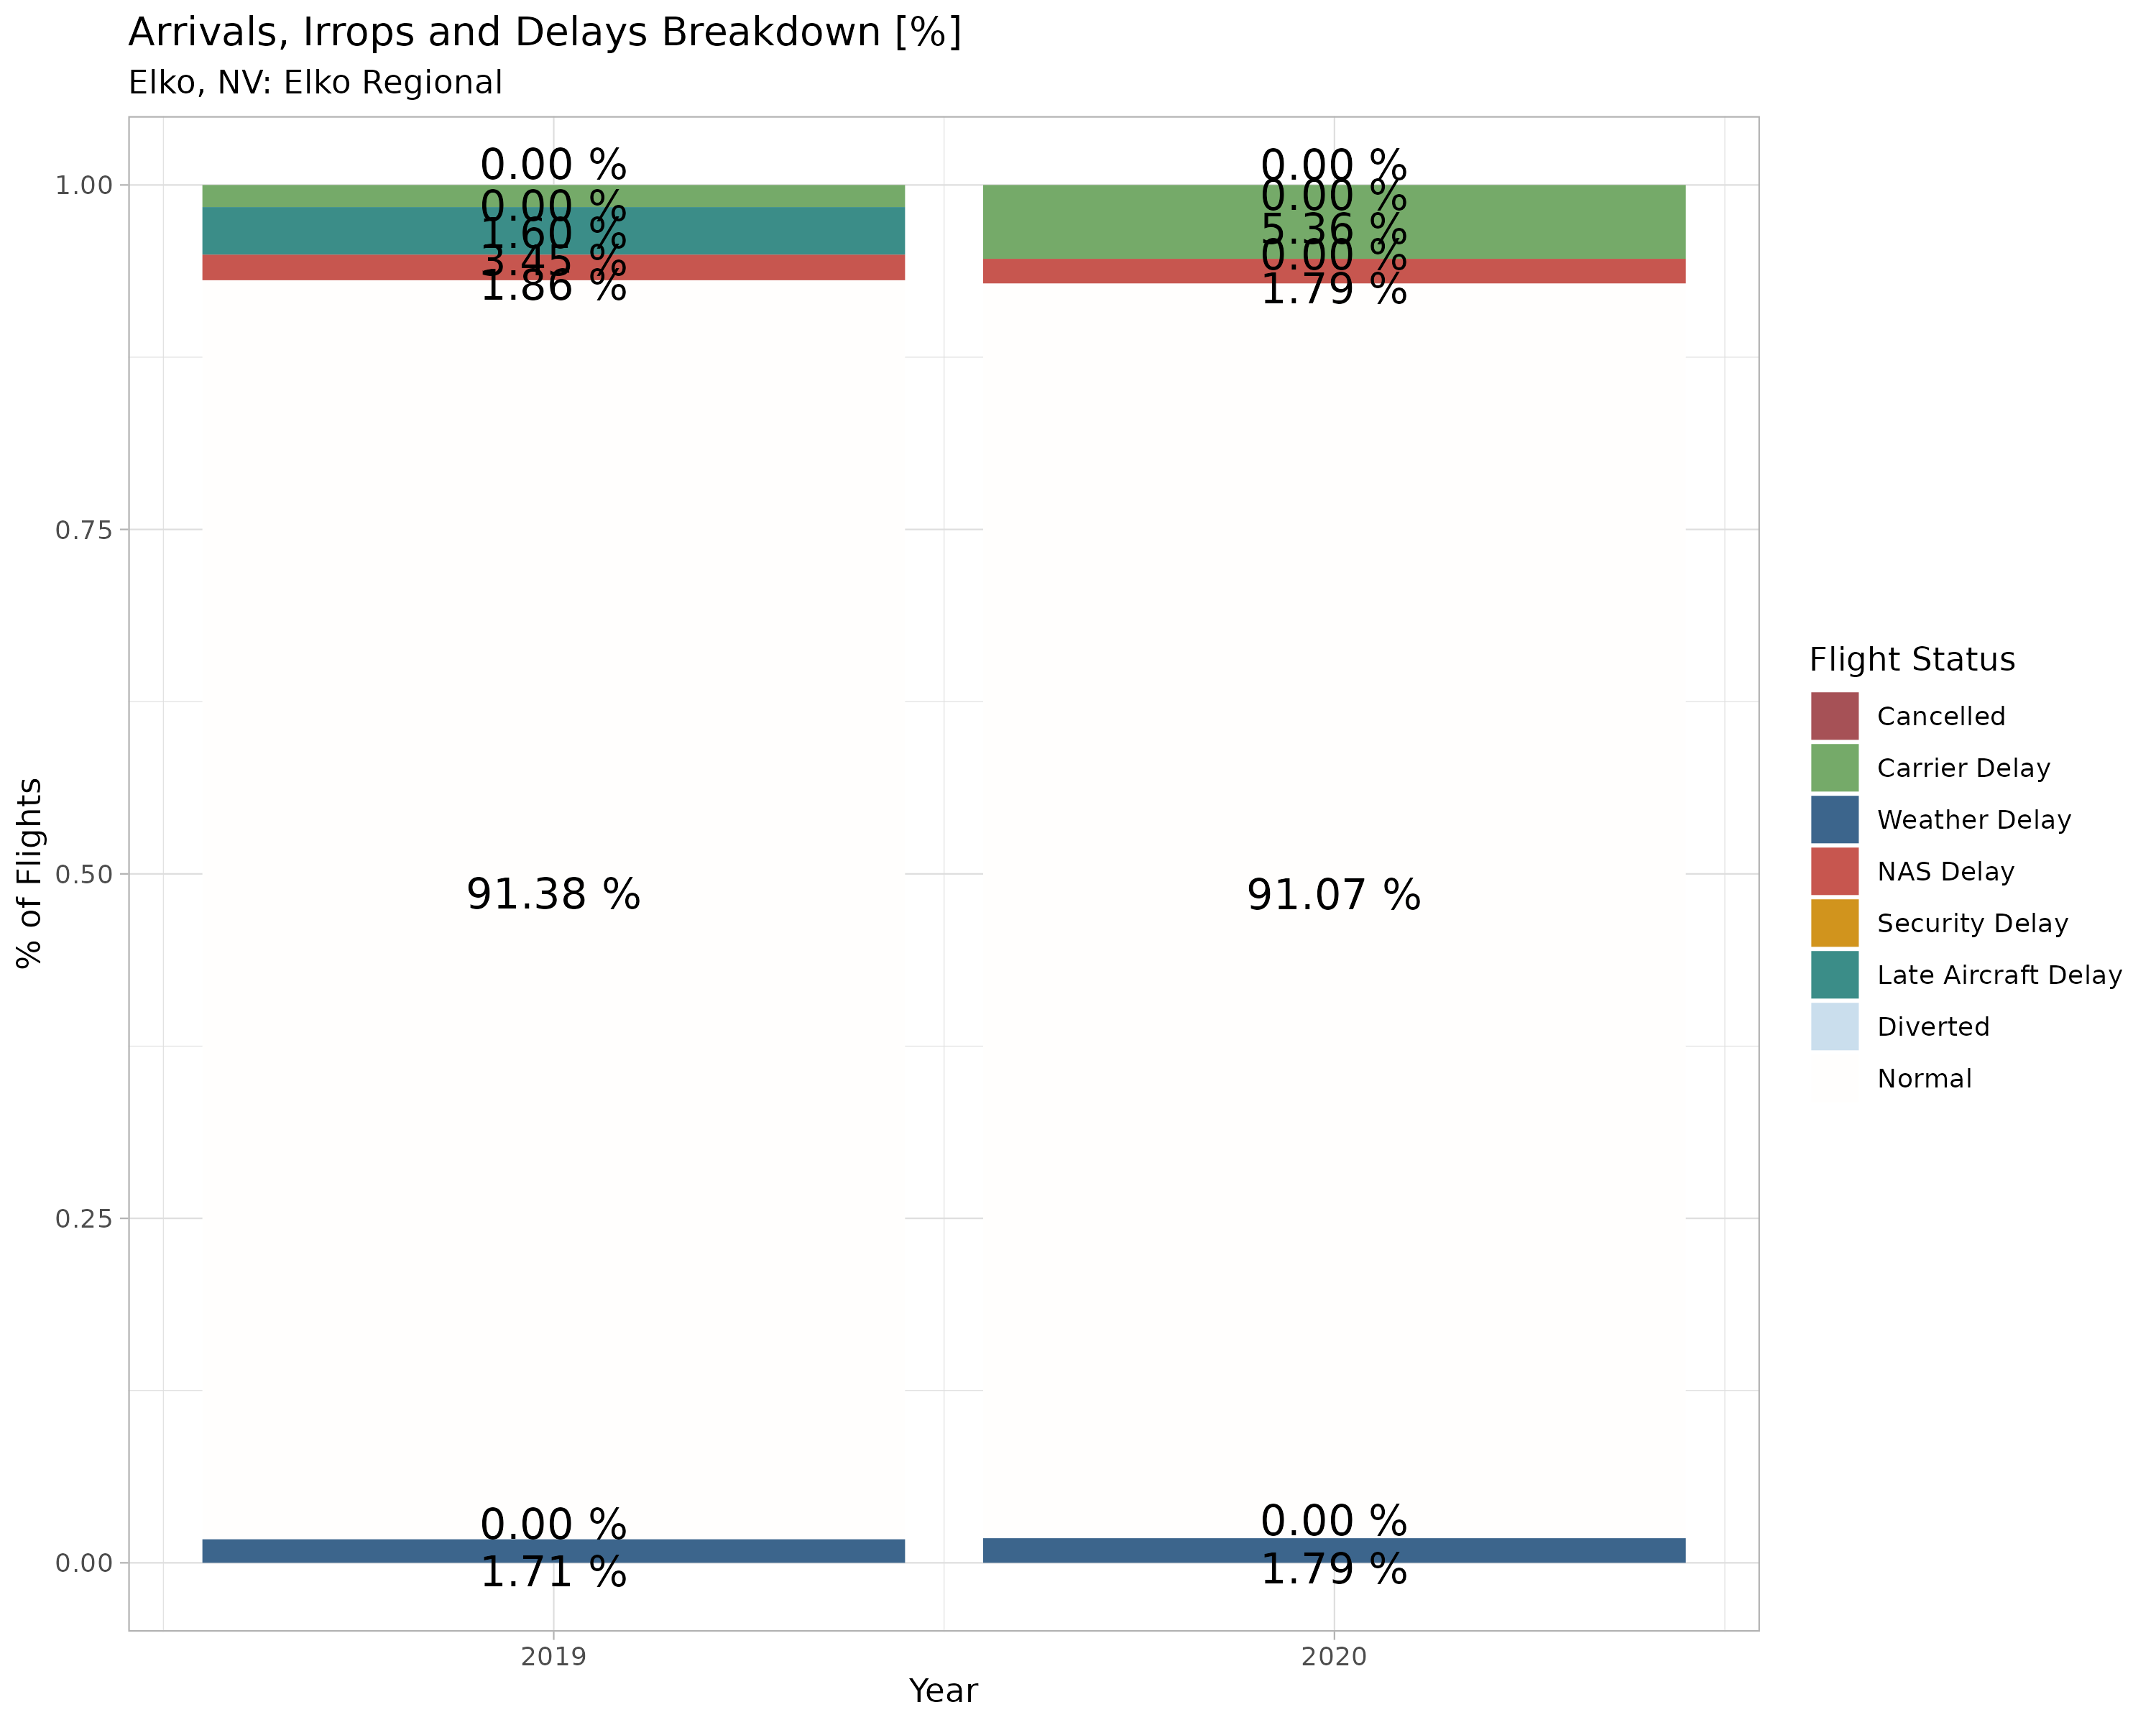 Arrivals, Irrops and Delays Breakdown [%]
Elko, NV: Elko Regional
% of Flights
1.00
0.75
0.50
0.25
0.00
0.00 %
0.00 %
1.60 %
3.45 %
1.86 %
91.38 %
0.00 %
1.71 %
0.00 %
0.00 %
5.36 %
0.00 %
1.79 %
91.07 %
0.00 %
1.79 %
2019
2020
Year
Flight Status
Cancelled
Carrier Delay
Weather Delay
NAS Delay
Security Delay
Late Aircraft Delay
Diverted
Normal